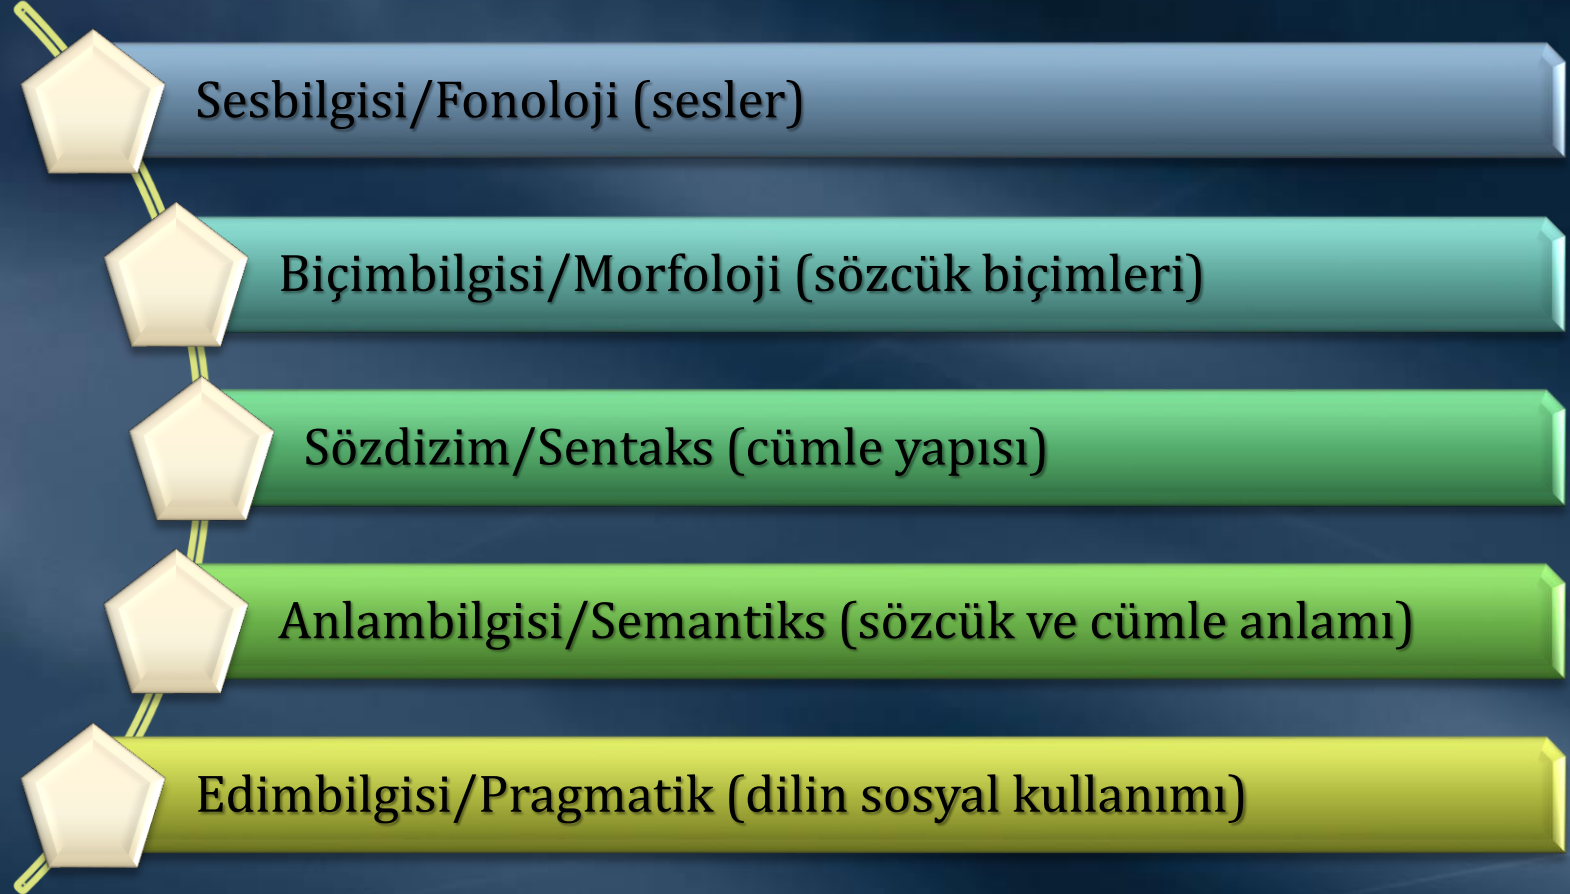 Sesbilgisi/Fonoloji (sesler)
Biçimbilgisi/Morfoloji (sözcük biçimleri)
Sözdizim/Sentaks (cümle yapısı)
Anlambilgisi/Semantiks (sözcük ve cümle anlamı)
Edimbilgisi/Pragmatik (dilin sosyal kullanımı)